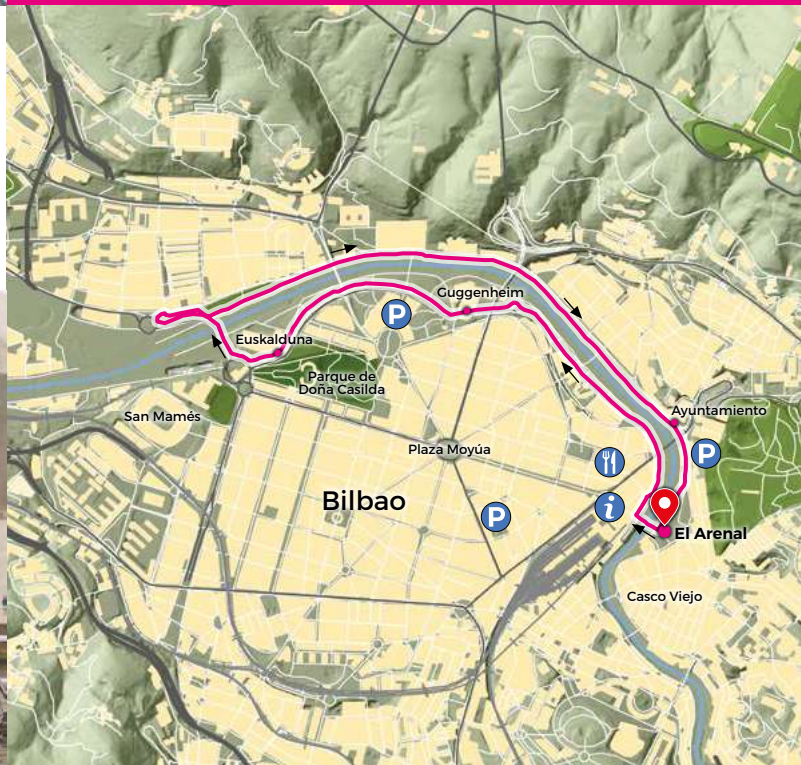 Guggenheim
P
Euskalduna
Parque de
Doña Casilda
San Mamés
Ayuntamiento
Plaza Moyúa
P
Bilbao
P
i
El Arenal
Casco Viejo